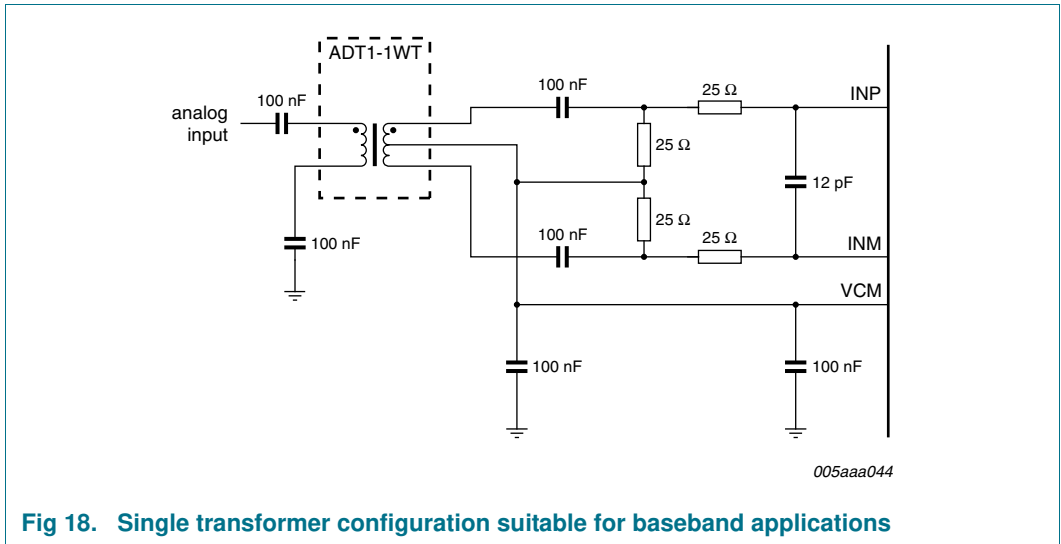 ADT1-1WT
100 nF
25 Ω
INP
analog
input
100 nF
25 Ω
12 pF
25 Ω
100 nF
25 Ω
100 nF
INM
VCM
100 nF
100 nF
005aaa044
Fig 18. Single transformer configuration suitable for baseband applications